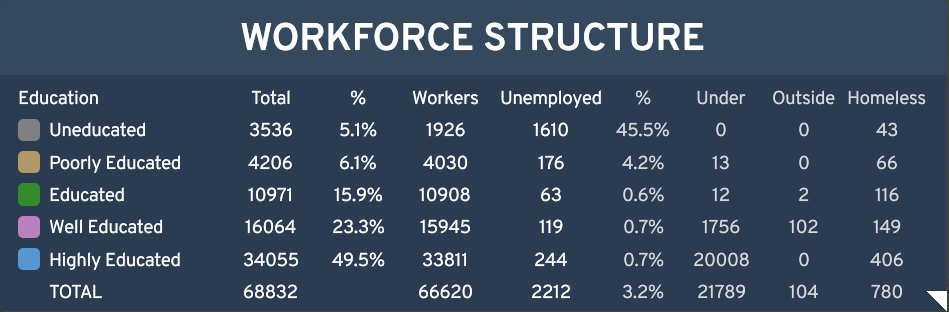 WORKFORCE STRUCTURE
Education Total % Workers Unemployed % Under Outside Homeless
Uneducated 3536 5.1% 1926 1610 45.5% 0 0 43
Poorly Educated 4206 6.1% 4030 176 4.2% 13 0 66
Educated 10971 15.9% 10908 63 0.6% 12 2 116
Well Educated 16064 23.3% 15945 119 0.7% 1756 102 149
Highly Educated 34055 49.5% 33811 244 0.7% 20008 0 406
TOTAL 68832 66620 2212 3.2% 21789 104 780